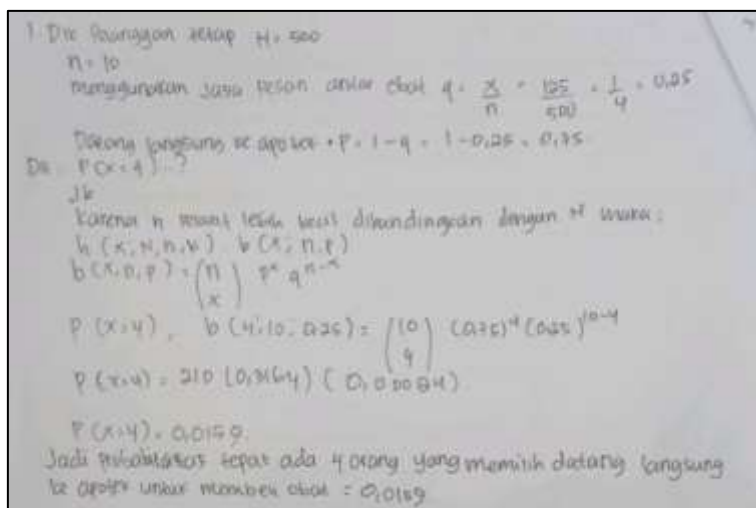 1. Dik Pelanggan tetap N = 500
n = 10
menggunakan jasa pesan antar obat q = x/n = 125/500 = 1/4 = 0,25
Datang langsung ke apotek = P = 1 - q = 1 - 0,25 = 0,75
Dit P(x = 4) ..?
Jb
Karena n lebih kecil dibandingkan dengan N maka :
h (x, N, n, k) b (x, n, p)
b (x, n, p) = (n x) p^x q^n-x
P (x=4), b (4, 10, 0,25) = (10 4) (0,75)^4 (0,25)^10-4
P (x=4) = 210 (0,3164) (0,00024)
P (x=4) = 0,0159
Jadi probabilitas tepat ada 4 orang yang memilih datang langsung
ke apotek untuk membeli obat = 0,0159